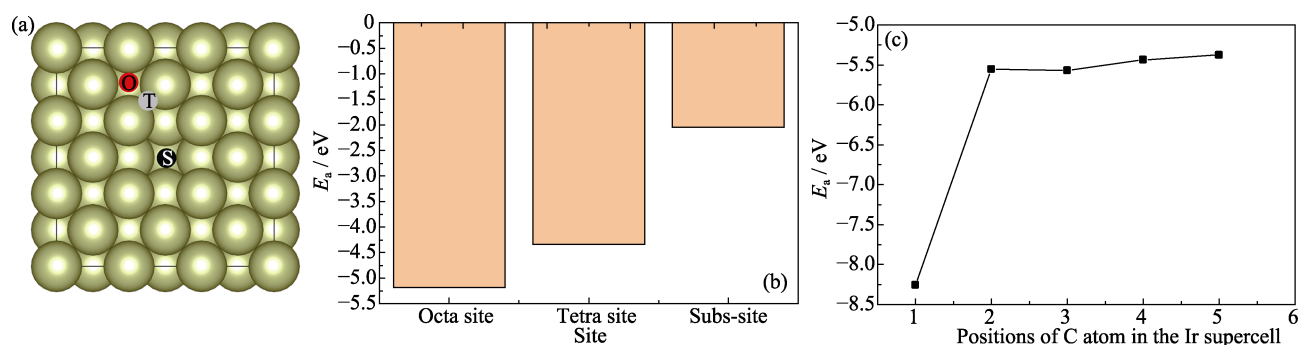 (a)
O
T
S
0
−0.5
−1.0
−1.5
−2.0
−2.5
−3.0
−3.5
−4.0
−4.5
−5.0
−5.5
Ea / eV
Octa site Tetra site Subs-site
Site
(b)
(c)
−5.0
−5.5
−6.0
−6.5
−7.0
−7.5
−8.0
−8.5
Ea / eV
1 2 3 4 5 6
Positions of C atom in the Ir supercell